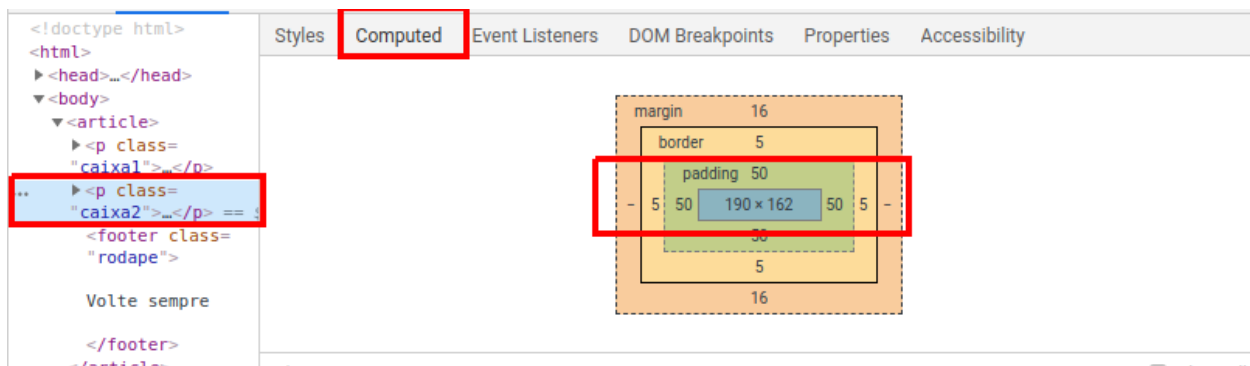 <!doctype html>
<html>
▶<head>…</head>
▼<body>
▼<article>
▶<p class=
"caixa1">…</p>
… ▶<p class=
"caixa2">…</p> ==
<footer class=
"rodape">
Volte sempre
</footer>
</article>
Styles Computed Event Listeners DOM Breakpoints Properties Accessibility
margin 16
border 5
padding 50
– 5 50 190 × 162 50 5 –
50
5
16